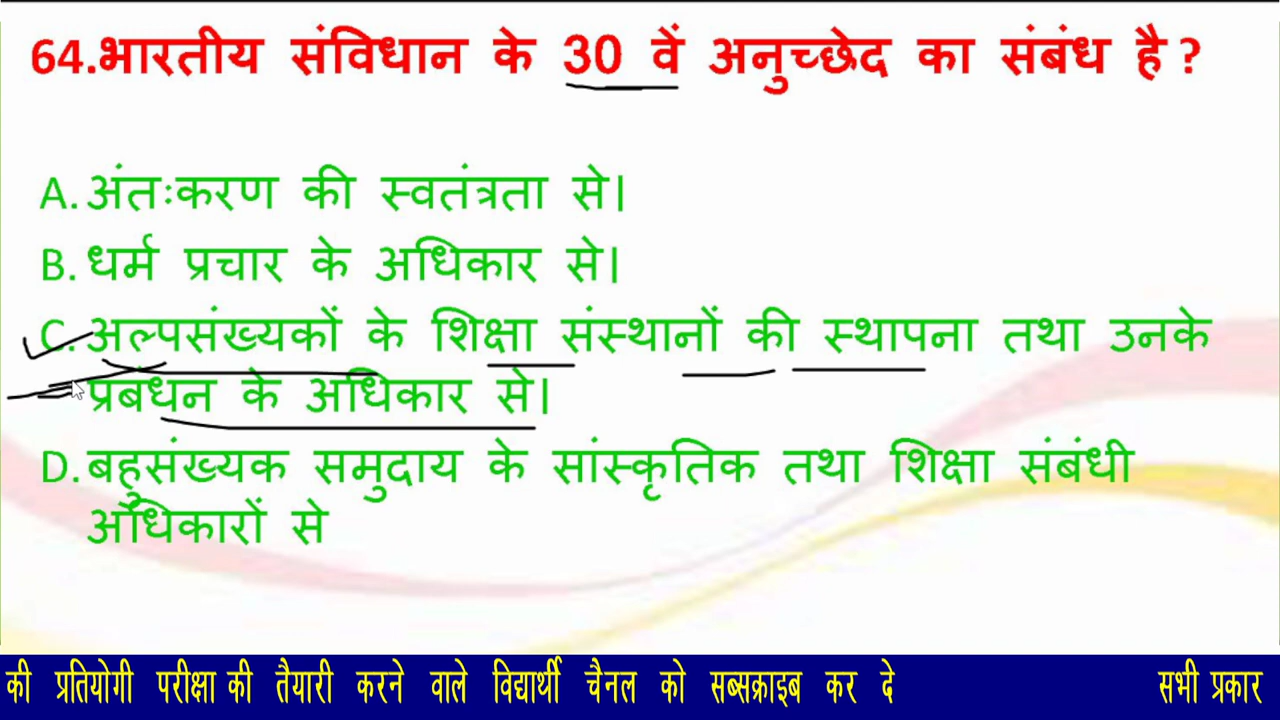 64.भारतीय संविधान के 30 वें अनुच्छेद का संबंध है ?
A. अंतःकरण की स्वतंत्रता से।
B. धर्म प्रचार के अधिकार से।
C. अल्पसंख्यकों के शिक्षा संस्थानों की स्थापना तथा उनके
प्रबंधन के अधिकार से।
D. बहुसंख्यक समुदाय के सांस्कृतिक तथा शिक्षा संबंधी
अधिकारों से
की प्रतियोगी परीक्षा की तैयारी करने वाले विद्यार्थी चैनल को सब्सक्राइब कर दे सभी प्रकार